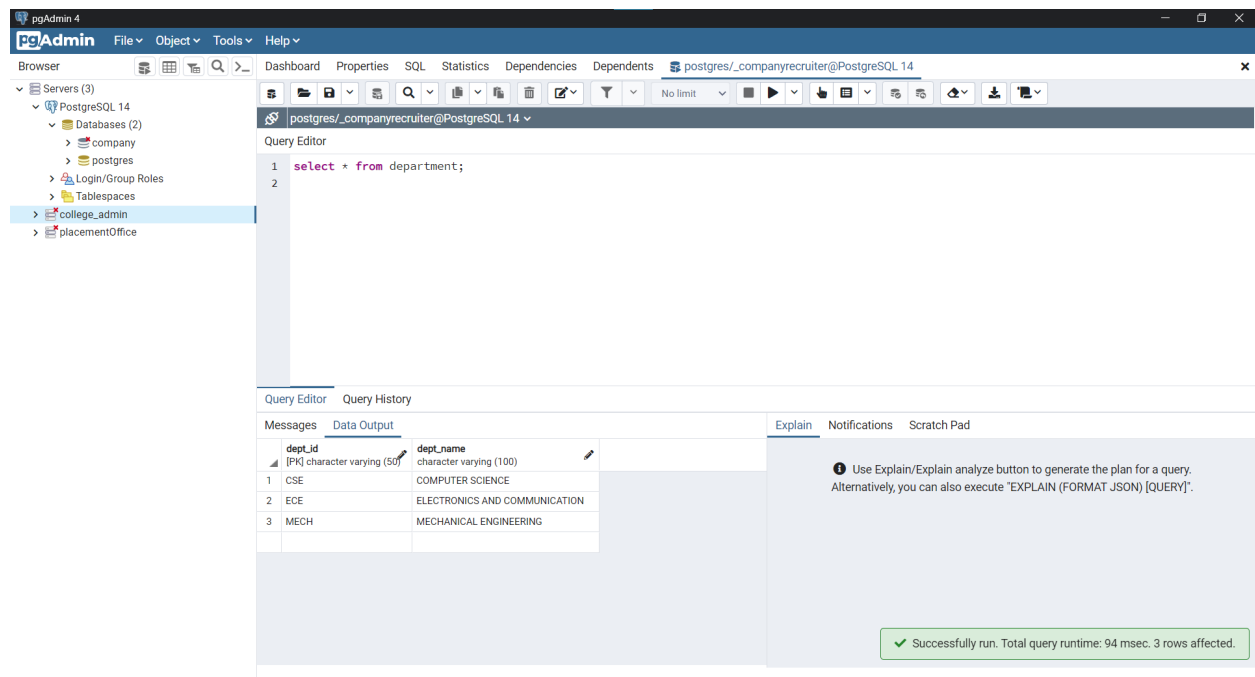 pgAdmin 4
pgAdmin File Object Tools Help
Browser
Dashboard Properties SQL Statistics Dependencies Dependents postgres/_companyrecruiter@PostgreSQL 14
Servers (3)
PostgreSQL 14
Databases (2)
company
postgres
Login/Group Roles
Tablespaces
college_admin
placementOffice
No limit
postgres/_companyrecruiter@PostgreSQL 14
Query Editor
1 select * from department;
2
Query Editor Query History
Messages Data Output
dept_id
[PK] character varying (50)
dept_name
character varying (100)
1 CSE COMPUTER SCIENCE
2 ECE ELECTRONICS AND COMMUNICATION
3 MECH MECHANICAL ENGINEERING
Explain Notifications Scratch Pad
Use Explain/Explain analyze button to generate the plan for a query.
Alternatively, you can also execute "EXPLAIN (FORMAT JSON) [QUERY]".
Successfully run. Total query runtime: 94 msec. 3 rows affected.